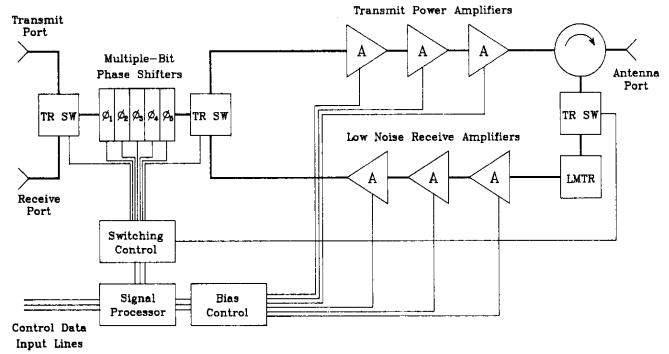 Transmit
Port
Multiple-Bit
Phase Shifters
Transmit Power Amplifiers
A
A
A
Antenna
Port
TR SW
ϕ1
ϕ2
ϕ3
ϕ4
ϕ5
TR SW
TR SW
Low Noise Receive Amplifiers
A
A
A
LMTR
Receive
Port
Switching
Control
Signal
Processor
Bias
Control
Control Data
Input Lines